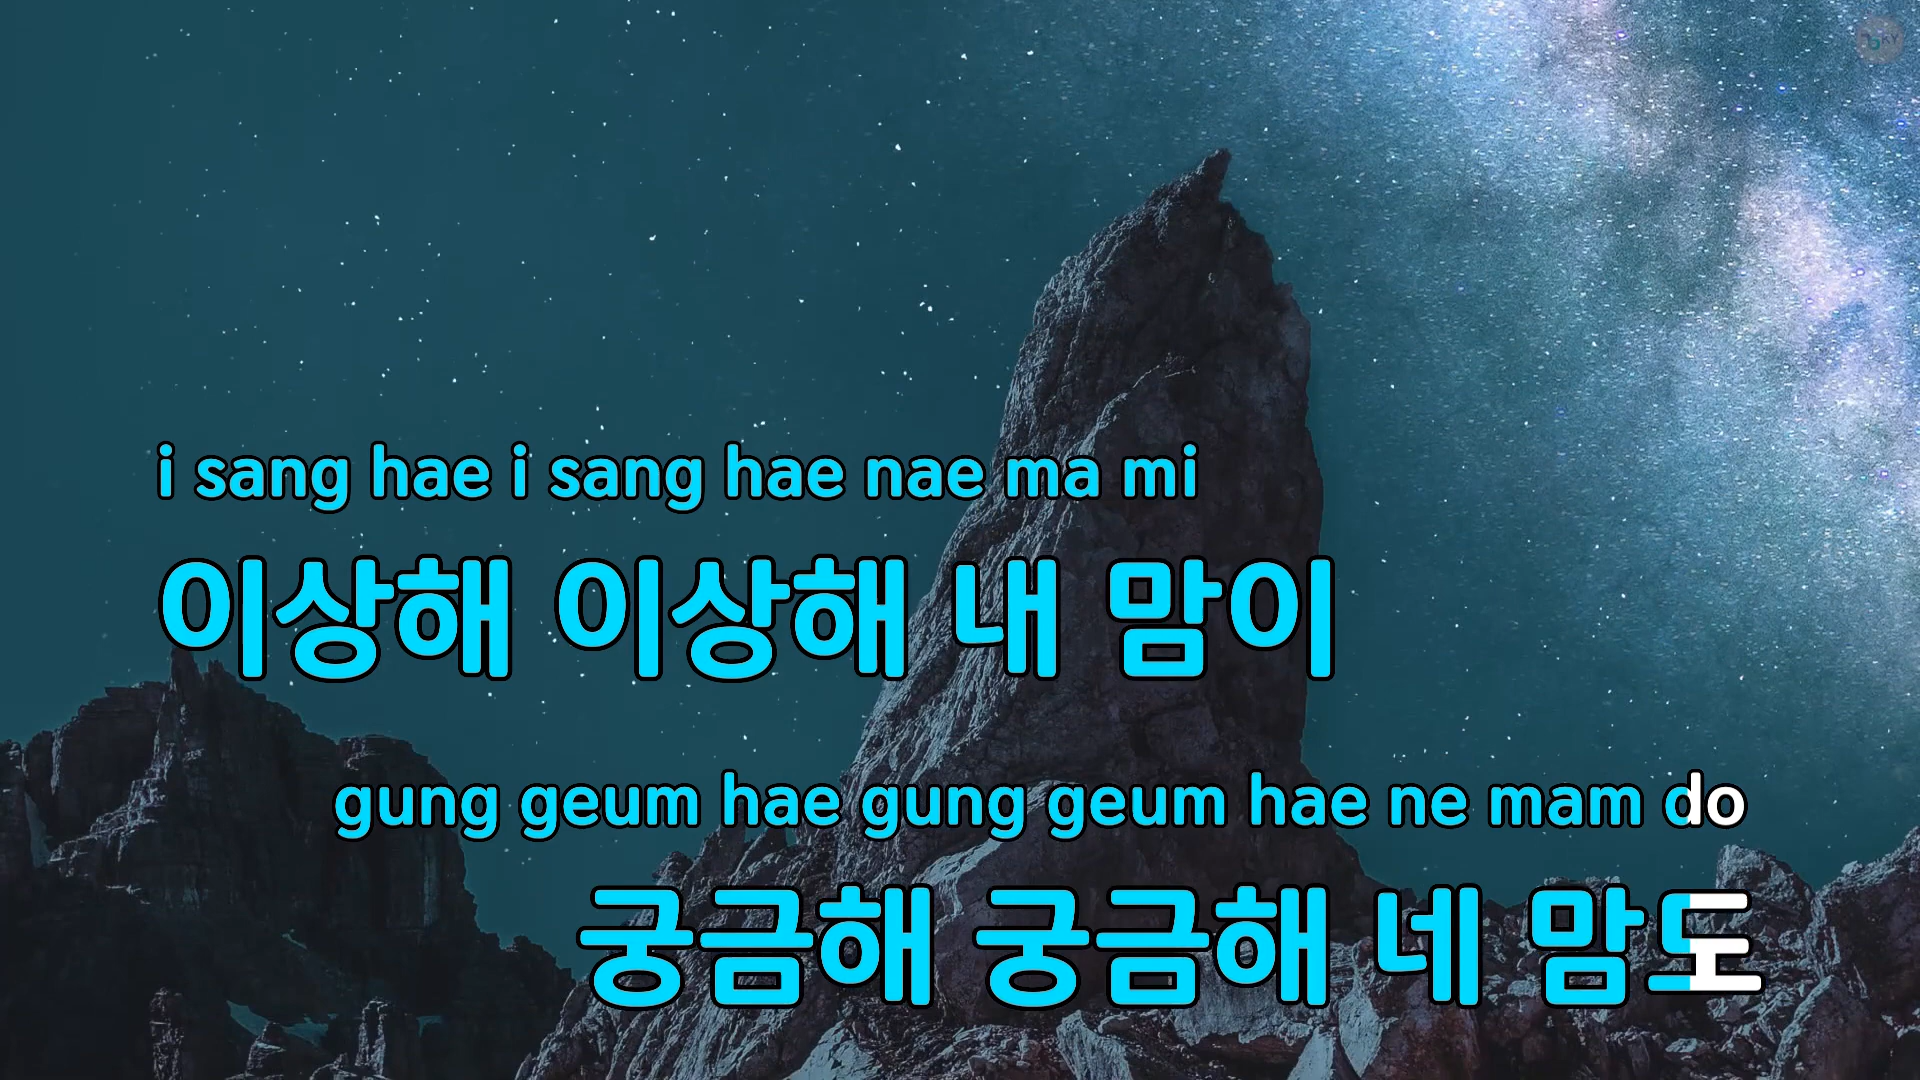 i sang hae i sang hae nae ma mi
이상해 이상해 내 맘이
gung geum hae gung geum hae ne mam do
궁금해 궁금해 네 맘도